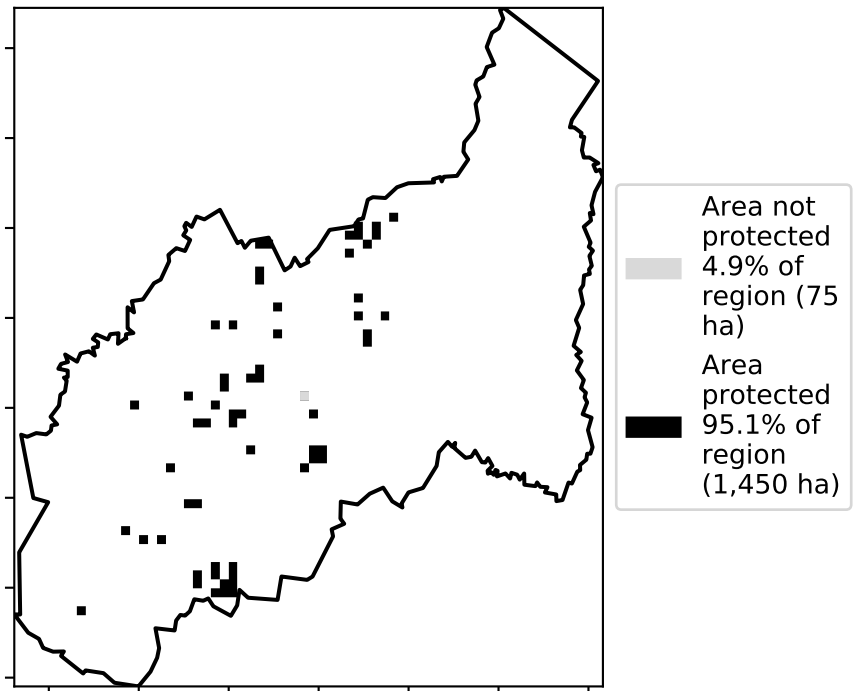 Area not
protected
4.9% of
region (75
ha)
Area
protected
95.1% of
region
(1,450 ha)